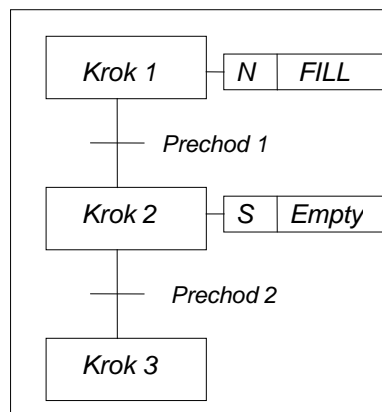 Krok 1 N FILL
Prechod 1
Krok 2 S Empty
Prechod 2
Krok 3